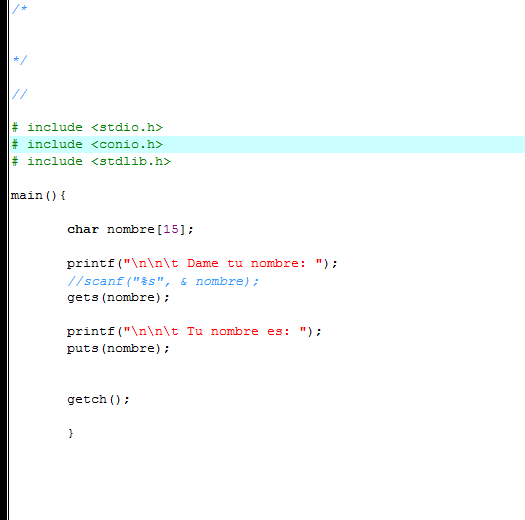 /*
*/
//
# include <stdio.h>
# include <conio.h>
# include <stdlib.h>
main(){
char nombre[15];
printf("\n\n\t Dame tu nombre: ");
//scanf("%s", & nombre);
gets(nombre);
printf("\n\n\t Tu nombre es: ");
puts(nombre);
getch();
}